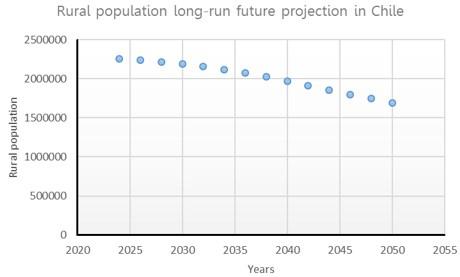 Rural population long-run future projection in Chile
2500000
2000000
1500000
1000000
500000
0
Rural population
2020 2025 2030 2035 2040 2045 2050 2055
Years